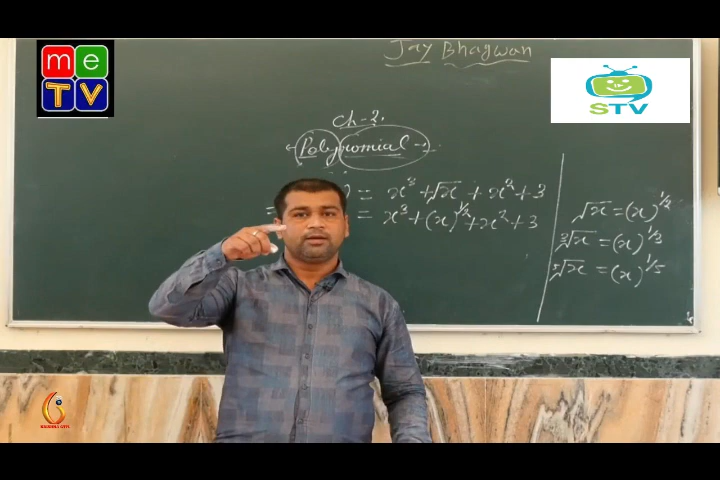 me
TV
Jay Bhagwan
STV
Ch-2.
Polynomial
= x³ + √x + x² + 3
= x³ + (x)^1/2 + x² + 3
√x = (x)^1/2
³√x = (x)^1/3
⁵√x = (x)^1/5